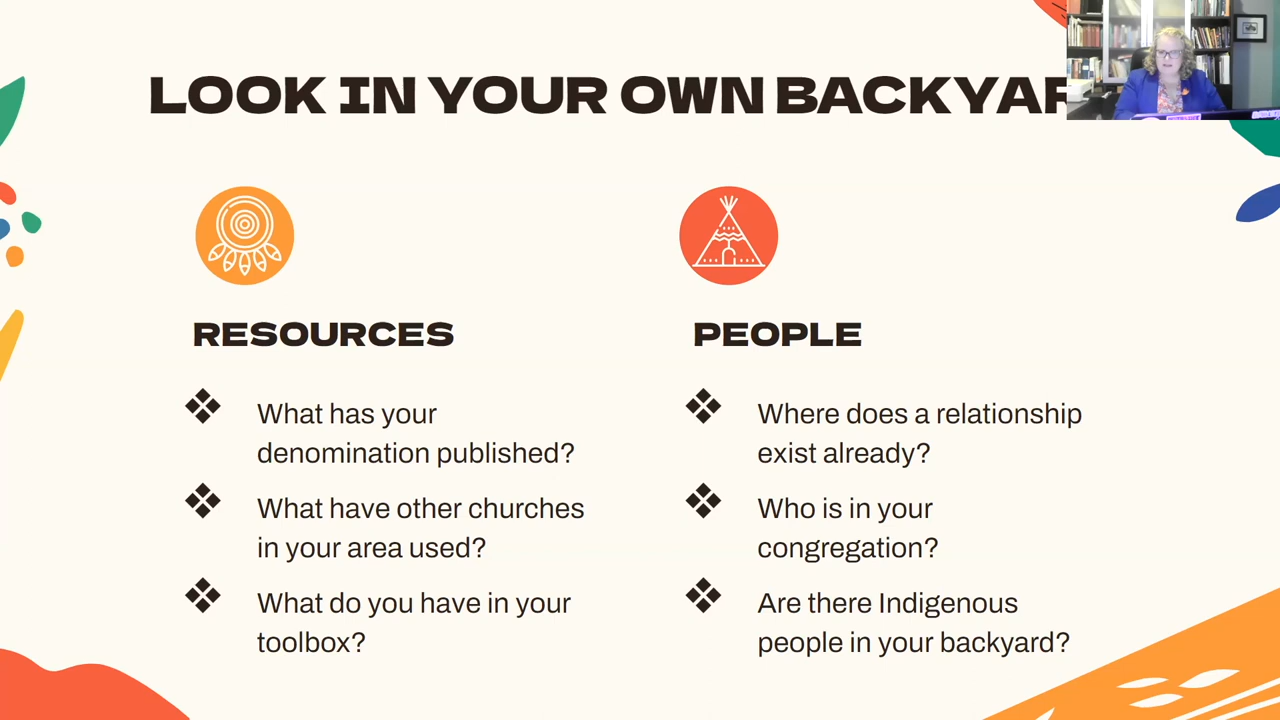 LOOK IN YOUR OWN BACKYAR
RESOURCES
PEOPLE
❖ What has your
denomination published?
❖ What have other churches
in your area used?
❖ What do you have in your
toolbox?
❖ Where does a relationship
exist already?
❖ Who is in your
congregation?
❖ Are there Indigenous
people in your backyard?